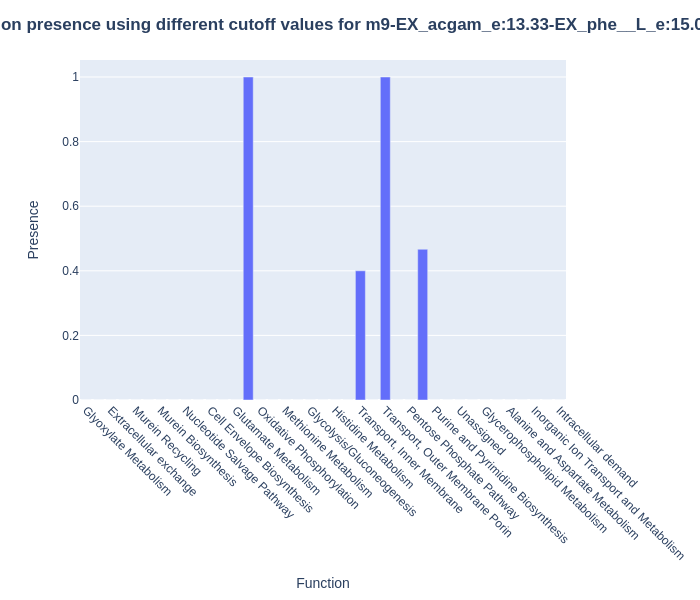 on presence using different cutoff values for m9-EX_acgam_e:13.33-EX_phe__L_e:15.0
1
0.8
0.6
0.4
0.2
0
Presence
Glyoxylate Metabolism
Extracellular exchange
Murein Recycling
Murein Biosynthesis
Nucleotide Salvage Pathway
Cell Envelope Biosynthesis
Glutamate Metabolism
Oxidative Phosphorylation
Methionine Metabolism
Glycolysis/Gluconeogenesis
Histidine Metabolism
Transport, Inner Membrane
Transport, Outer Membrane Porin
Pentose Phosphate Pathway
Purine and Pyrimidine Biosynthesis
Unassigned
Glycerophospholipid Metabolism
Alanine and Aspartate Metabolism
Inorganic Ion Transport and Metabolism
Intracellular demand
Function